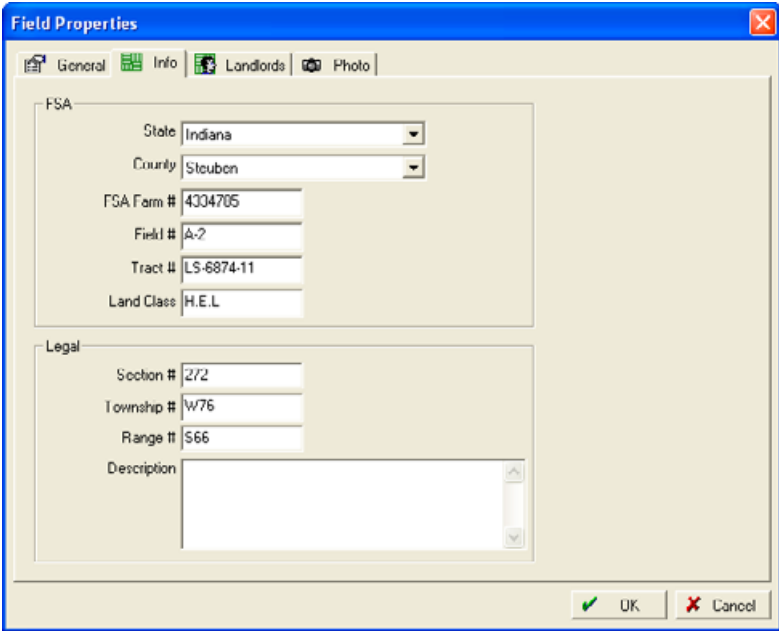 Field Properties
General Info Landlords Photo
FSA
State Indiana
County Steuben
FSA Farm # 4334705
Field # A-2
Tract # LS-6874-11
Land Class H.E.L
Legal
Section # 272
Township # W76
Range # S66
Description
OK Cancel